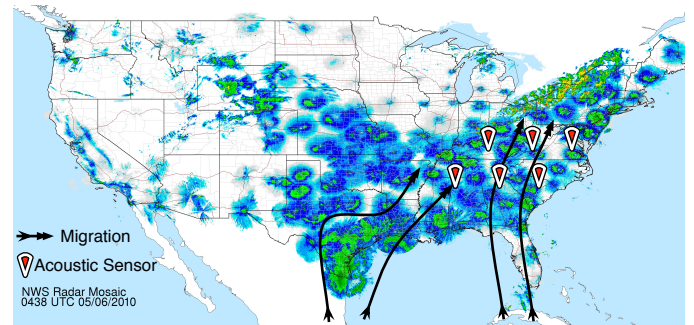 Migration
Acoustic Sensor
NWS Radar Mosaic
0438 UTC 05/06/2010